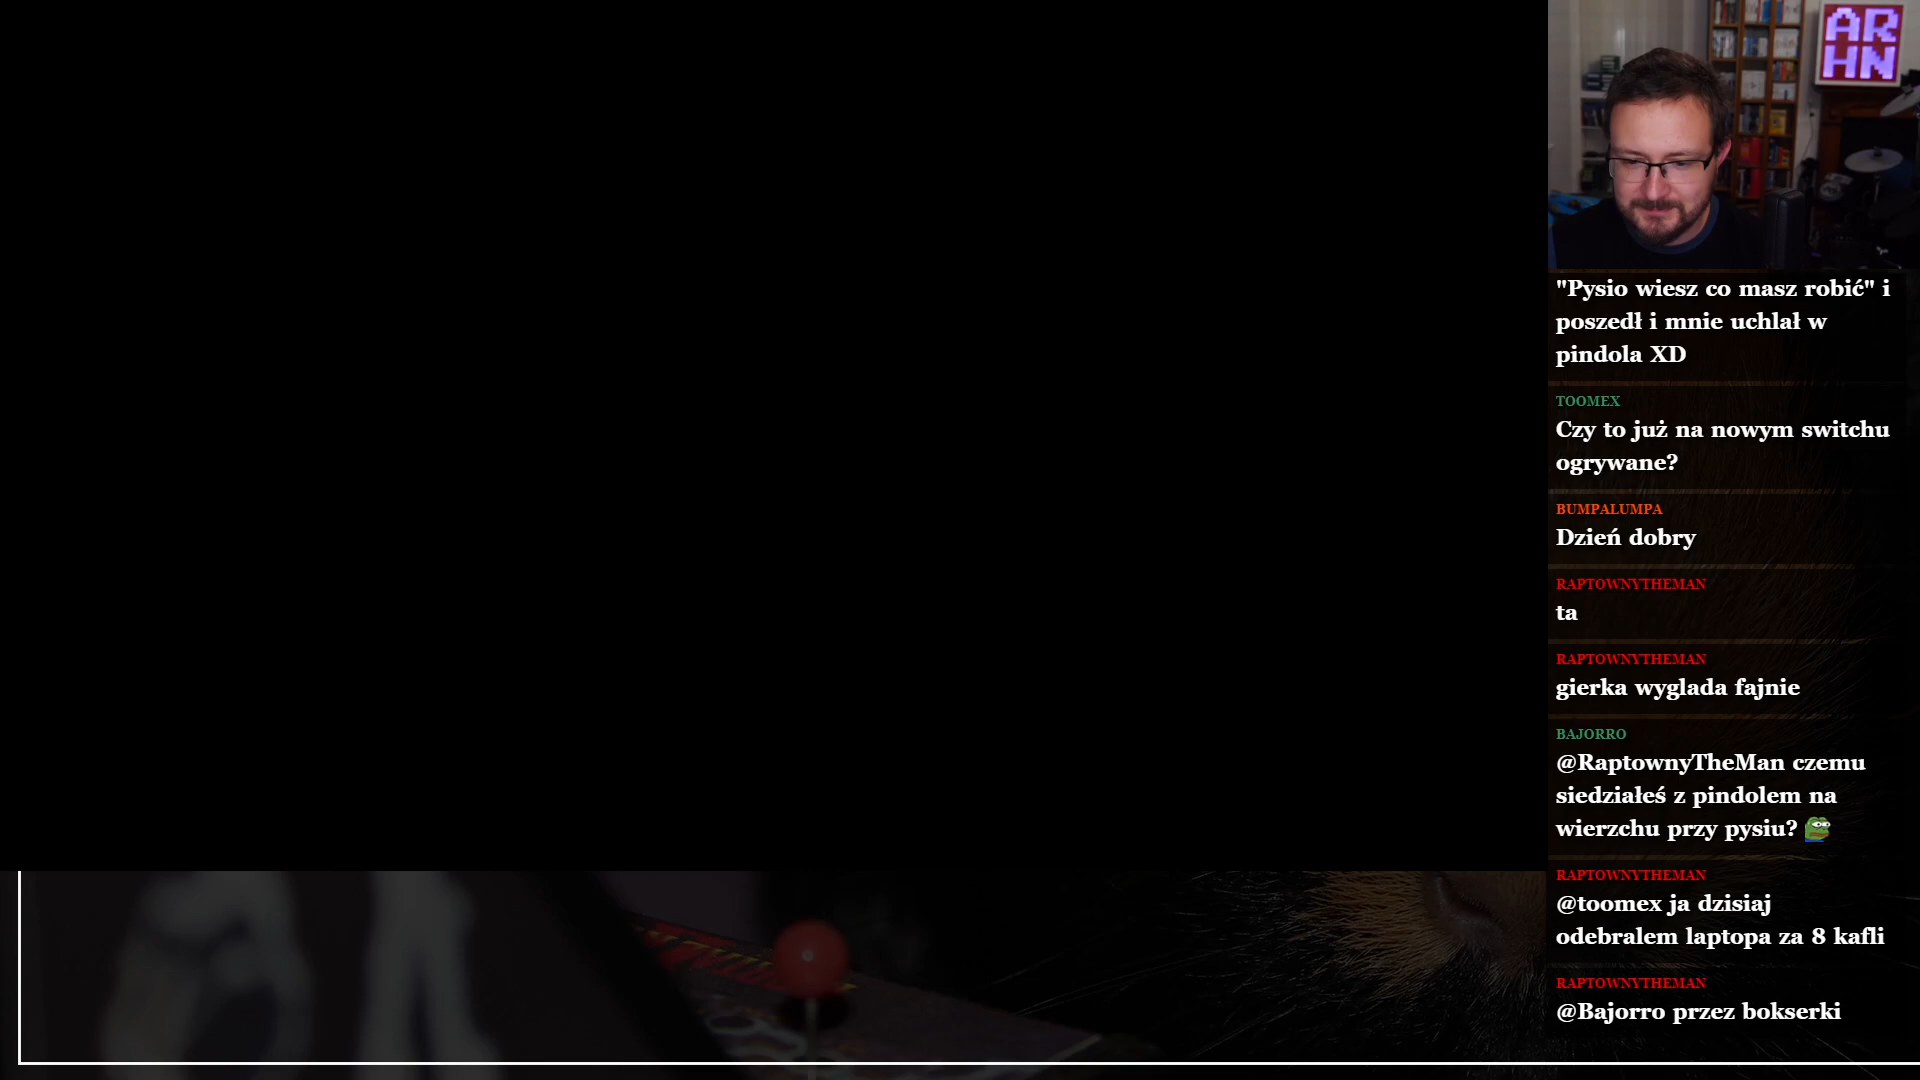 AR
HN
"Pysio wiesz co masz robić" i
poszedł i mnie uchlał w
pindola XD
TOOMEX
Czy to już na nowym switchu
ogrywane?
BUMPALUMPA
Dzień dobry
RAPTOWNYTHEMAN
ta
RAPTOWNYTHEMAN
gierka wyglada fajnie
BAJORRO
@RaptownyTheMan czemu
siedziałeś z pindolem na
wierzchu przy pysiu?
RAPTOWNYTHEMAN
@toomex ja dzisiaj
odebralem laptopa za 8 kafli
RAPTOWNYTHEMAN
@Bajorro przez bokserki